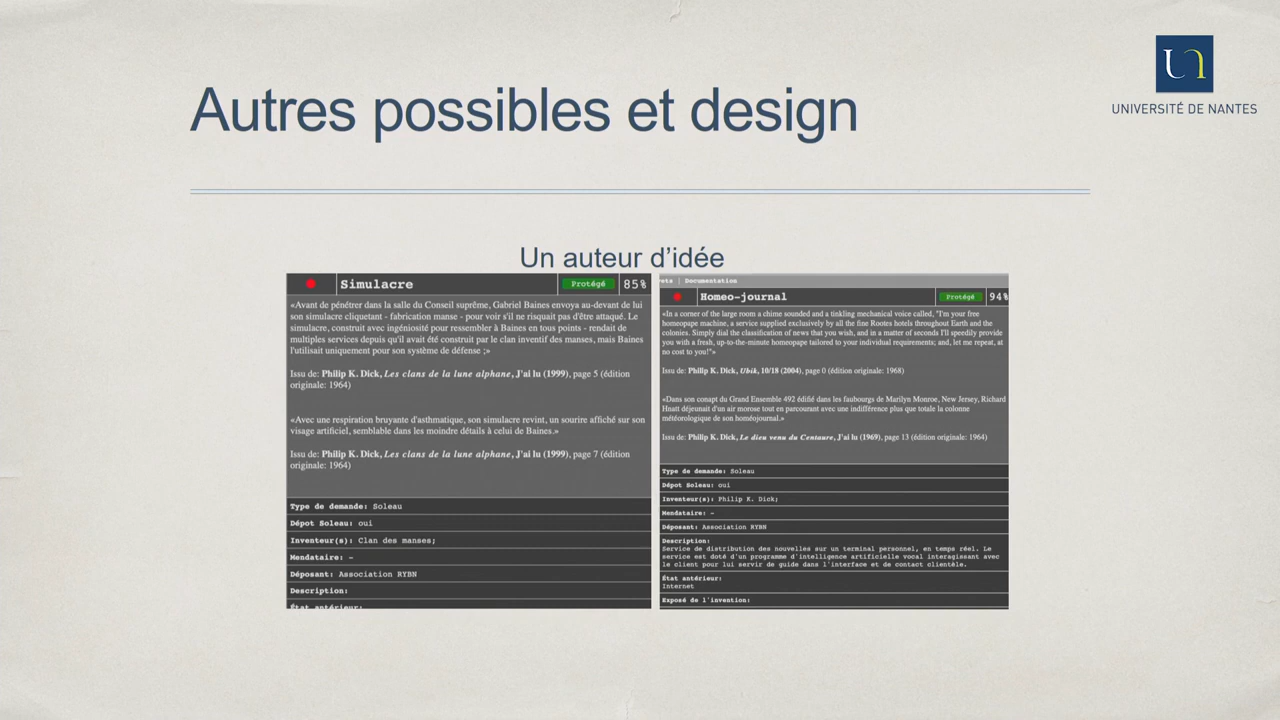 UNIVERSITÉ DE NANTES
Autres possibles et design
Un auteur d'idée
Simulacre
Protégé
85%
«Avant de pénétrer dans la salle du Conseil suprême, Gabriel Baines envoya au-devant de lui
son simulacre cliquetant - fabrication manse - pour voir s'il ne risquait pas d'être attaqué. Le
simulacre, construit avec ingéniosité pour ressembler à Baines en tous points - rendait de
multiples services depuis qu'il avait été construit par le clan inventif des manses, mais Baines
l'utilisait uniquement pour son système de défense ;»
Issu de: Philip K. Dick, Les clans de la lune alphane, J'ai lu (1999), page 5 (édition
originale: 1964)
«Avec une respiration bruyante d'asthmatique, son simulacre revint, un sourire affiché sur son
visage artificiel, semblable dans les moindre détails à celui de Baines.»
Issu de: Philip K. Dick, Les clans de la lune alphane, J'ai lu (1999), page 7 (édition
originale: 1964)
Type de demande: Soleau
Dépot Soleau: oui
Inventeur(s): Clan des manses;
Mendataire: -
Déposant: Association RYBN
Description:
État antérieur:
vets | Documentation
Homeo-journal
Protégé
94%
«In a corner of the large room a chime sounded and a tinkling mechanical voice called, "I'm your free
homeopape machine, a service supplied exclusively by all the fine Rootes hotels throughout Earth and the
colonies. Simply dial the classification of news that you wish, and in a matter of seconds I'll speedily provide
you with a fresh, up-to-the-minute homeopape tailored to your individual requirements; and, let me repeat, at
no cost to you!"»
Issu de: Philip K. Dick, Ubik, 10/18 (2004), page 0 (édition originale: 1968)
«Dans son conapt du Grand Ensemble 492 édifié dans les faubourgs de Marilyn Monroe, New Jersey, Richard
Hnatt déjeunait d'un air morose tout en parcourant avec une indifférence plus que totale la colonne
météorologique de son homéojournal.»
Issu de: Philip K. Dick, Le dieu venu du Centaure, J'ai lu (1969), page 13 (édition originale: 1964)
Type de demande: Soleau
Dépot Soleau: oui
Inventeur(s): Philip K. Dick;
Mendataire: -
Déposant: Association RYBN
Description:
Service de distribution des nouvelles sur un terminal personnel, en temps réel. Le
service est doté d'un programme d'intelligence artificielle vocal interagissant avec
le client pour lui servir de guide dans l'interface et de contact clientèle.
État antérieur:
Internet
Exposé de l'invention: